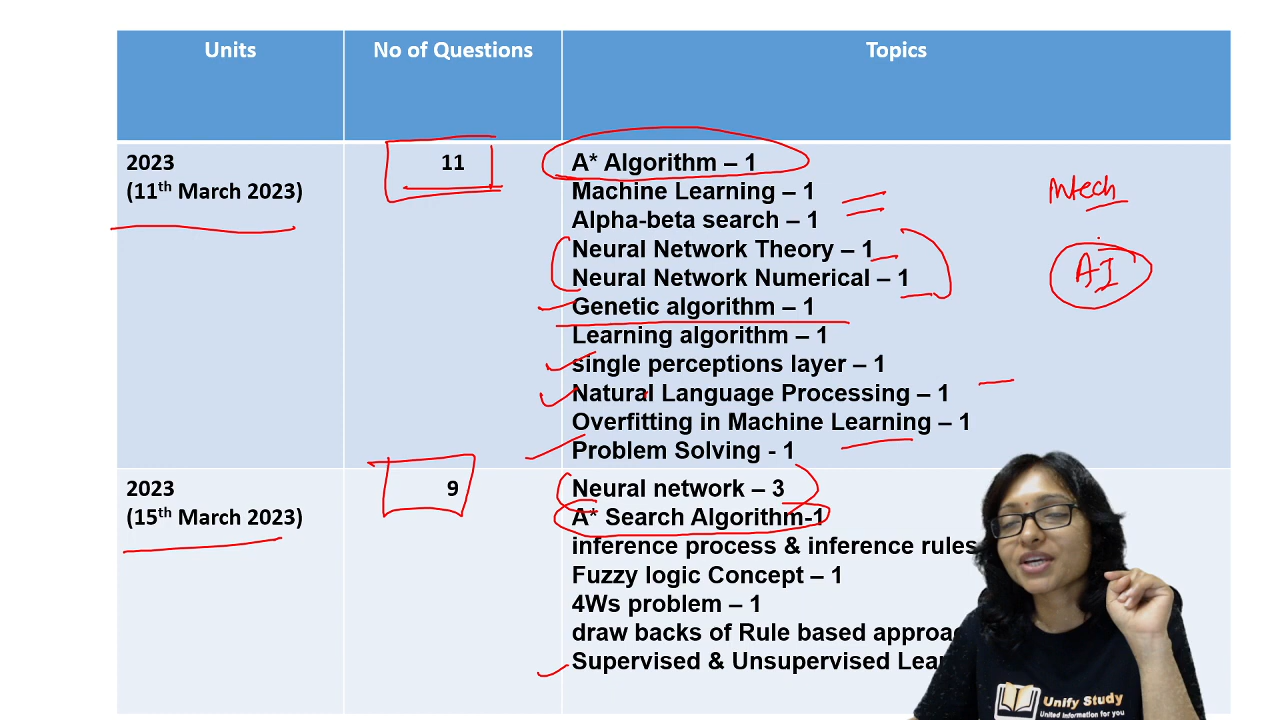 Units No of Questions Topics
2023
(11th March 2023)
11
A* Algorithm – 1
Machine Learning – 1
Alpha-beta search – 1
Neural Network Theory – 1
Neural Network Numerical – 1
Genetic algorithm – 1
Learning algorithm – 1
single perceptions layer – 1
Natural Language Processing – 1
Overfitting in Machine Learning – 1
Problem Solving - 1
Mtech
AI
2023
(15th March 2023)
9
Neural network – 3
A* Search Algorithm-1
inference process & inference rules
Fuzzy logic Concept – 1
4Ws problem – 1
draw backs of Rule based
Supervised & Unsupervised
Unify Study
United Information for you